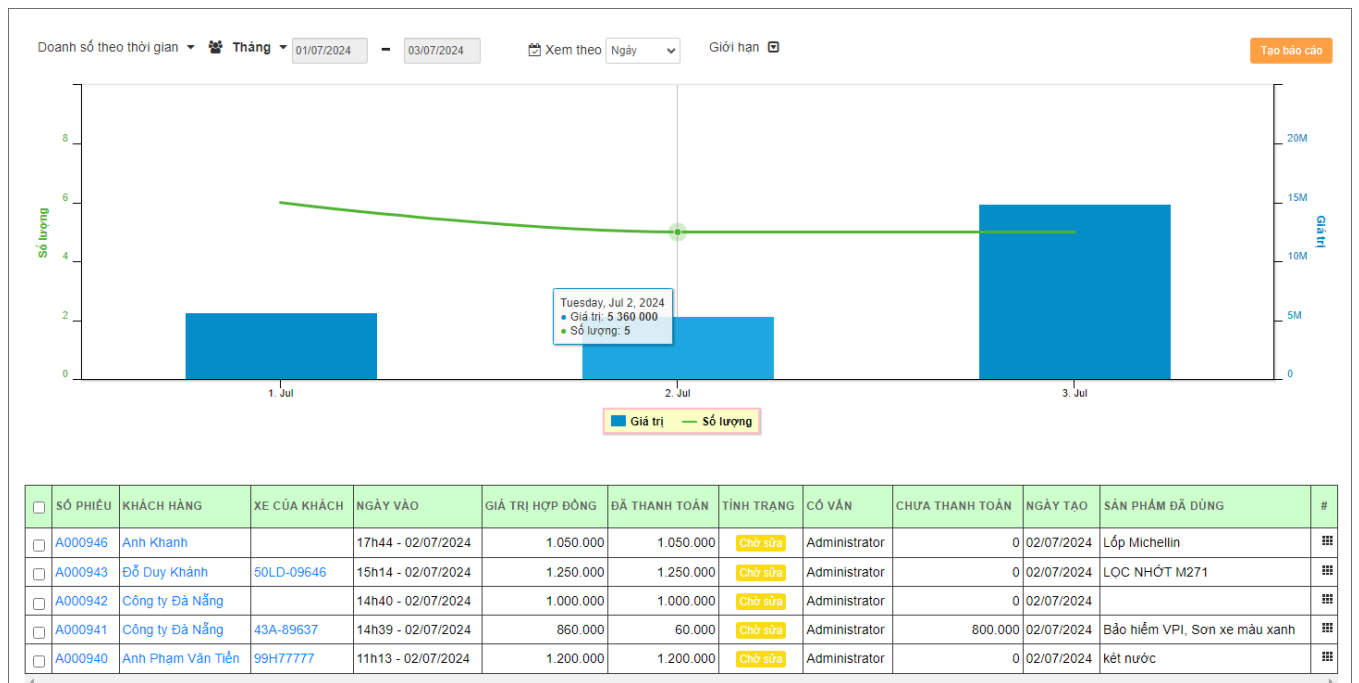 Doanh số theo thời gian Tháng 01/07/2024 – 03/07/2024 Xem theo Ngày Giới hạn Tạo báo cáo
8 20M
6 15M
Số lượng Giá trị
4 10M
Tuesday, Jul 2, 2024
• Giá trị: 5 360 000
• Số lượng: 5
2 5M
0 0
1. Jul 2. Jul 3. Jul
Giá trị Số lượng
SỐ PHIẾU KHÁCH HÀNG XE CỦA KHÁCH NGÀY VÀO GIÁ TRỊ HỢP ĐỒNG ĐÃ THANH TOÁN TÌNH TRẠNG CỐ VẤN CHƯA THANH TOÁN NGÀY TẠO SẢN PHẨM ĐÃ DÙNG #
A000946 Anh Khanh 17h44 - 02/07/2024 1.050.000 1.050.000 Chờ sửa Administrator 0 02/07/2024 Lốp Michellin
A000943 Đỗ Duy Khánh 50LD-09646 15h14 - 02/07/2024 1.250.000 1.250.000 Chờ sửa Administrator 0 02/07/2024 LỌC NHỚT M271
A000942 Công ty Đà Nẵng 14h40 - 02/07/2024 1.000.000 1.000.000 Chờ sửa Administrator 0 02/07/2024
A000941 Công ty Đà Nẵng 43A-89637 14h39 - 02/07/2024 860.000 60.000 Chờ sửa Administrator 800.000 02/07/2024 Bảo hiểm VPI, Sơn xe màu xanh
A000940 Anh Phạm Văn Tiến 99H77777 11h13 - 02/07/2024 1.200.000 1.200.000 Chờ sửa Administrator 0 02/07/2024 két nước